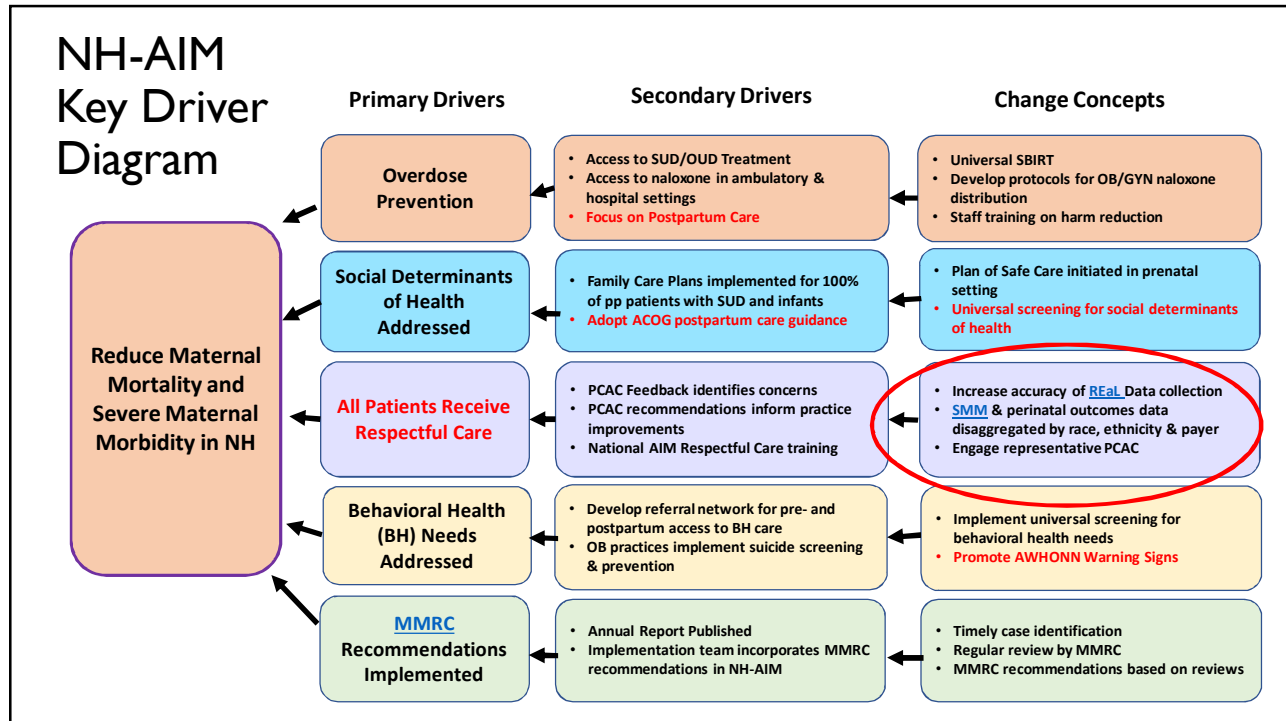 NH-AIM
Key Driver
Diagram
Primary Drivers
Secondary Drivers
Change Concepts
Reduce Maternal
Mortality and
Severe Maternal
Morbidity in NH
Overdose
Prevention
• Access to SUD/OUD Treatment
• Access to naloxone in ambulatory &
hospital settings
• Focus on Postpartum Care
• Universal SBIRT
• Develop protocols for OB/GYN naloxone
distribution
• Staff training on harm reduction
Social Determinants
of Health
Addressed
• Family Care Plans implemented for 100%
of pp patients with SUD and infants
• Adopt ACOG postpartum care guidance
• Plan of Safe Care initiated in prenatal
setting
• Universal screening for social determinants
of health
All Patients Receive
Respectful Care
• PCAC Feedback identifies concerns
• PCAC recommendations inform practice
improvements
• National AIM Respectful Care training
• Increase accuracy of REaL Data collection
• SMM & perinatal outcomes data
disaggregated by race, ethnicity & payer
• Engage representative PCAC
Behavioral Health
(BH) Needs
Addressed
• Develop referral network for pre- and
postpartum access to BH care
• OB practices implement suicide screening
& prevention
• Implement universal screening for
behavioral health needs
• Promote AWHONN Warning Signs
MMRC
Recommendations
Implemented
• Annual Report Published
• Implementation team incorporates MMRC
recommendations in NH-AIM
• Timely case identification
• Regular review by MMRC
• MMRC recommendations based on reviews